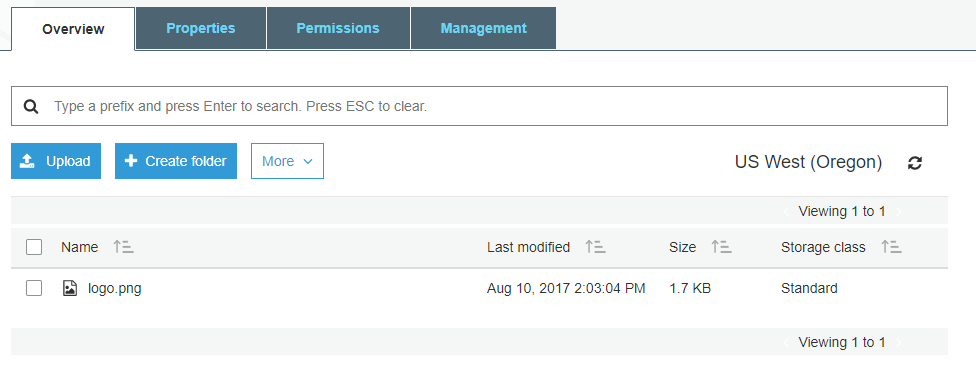 Overview Properties Permissions Management
Type a prefix and press Enter to search. Press ESC to clear.
Upload Create folder More US West (Oregon)
Viewing 1 to 1
Name Last modified Size Storage class
logo.png Aug 10, 2017 2:03:04 PM 1.7 KB Standard
Viewing 1 to 1